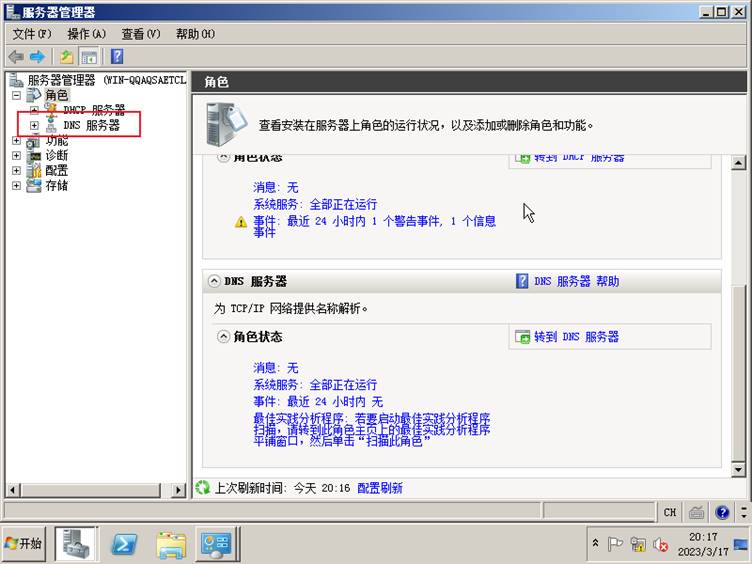 服务器管理器
文件(F) 操作(A) 查看(V) 帮助(H)
服务器管理器 (WIN-QQAQSAETCL
角色
DHCP 服务器
DNS 服务器
功能
诊断
配置
存储
角色
查看安装在服务器上角色的运行状况，以及添加或删除角色和功能。
角色状态
转到 DHCP 服务器
消息: 无
系统服务: 全部正在运行
事件: 最近 24 小时内 1 个警告事件, 1 个信息
事件
DNS 服务器
DNS 服务器 帮助
为 TCP/IP 网络提供名称解析。
角色状态
转到 DNS 服务器
消息: 无
系统服务: 全部正在运行
事件: 最近 24 小时内 无
最佳实践分析程序: 若要启动最佳实践分析程序
扫描，请转到此角色主页上的最佳实践分析程序
平铺窗口，然后单击“扫描此角色”
上次刷新时间: 今天 20:16 配置刷新
CH
开始
20:17
2023/3/17